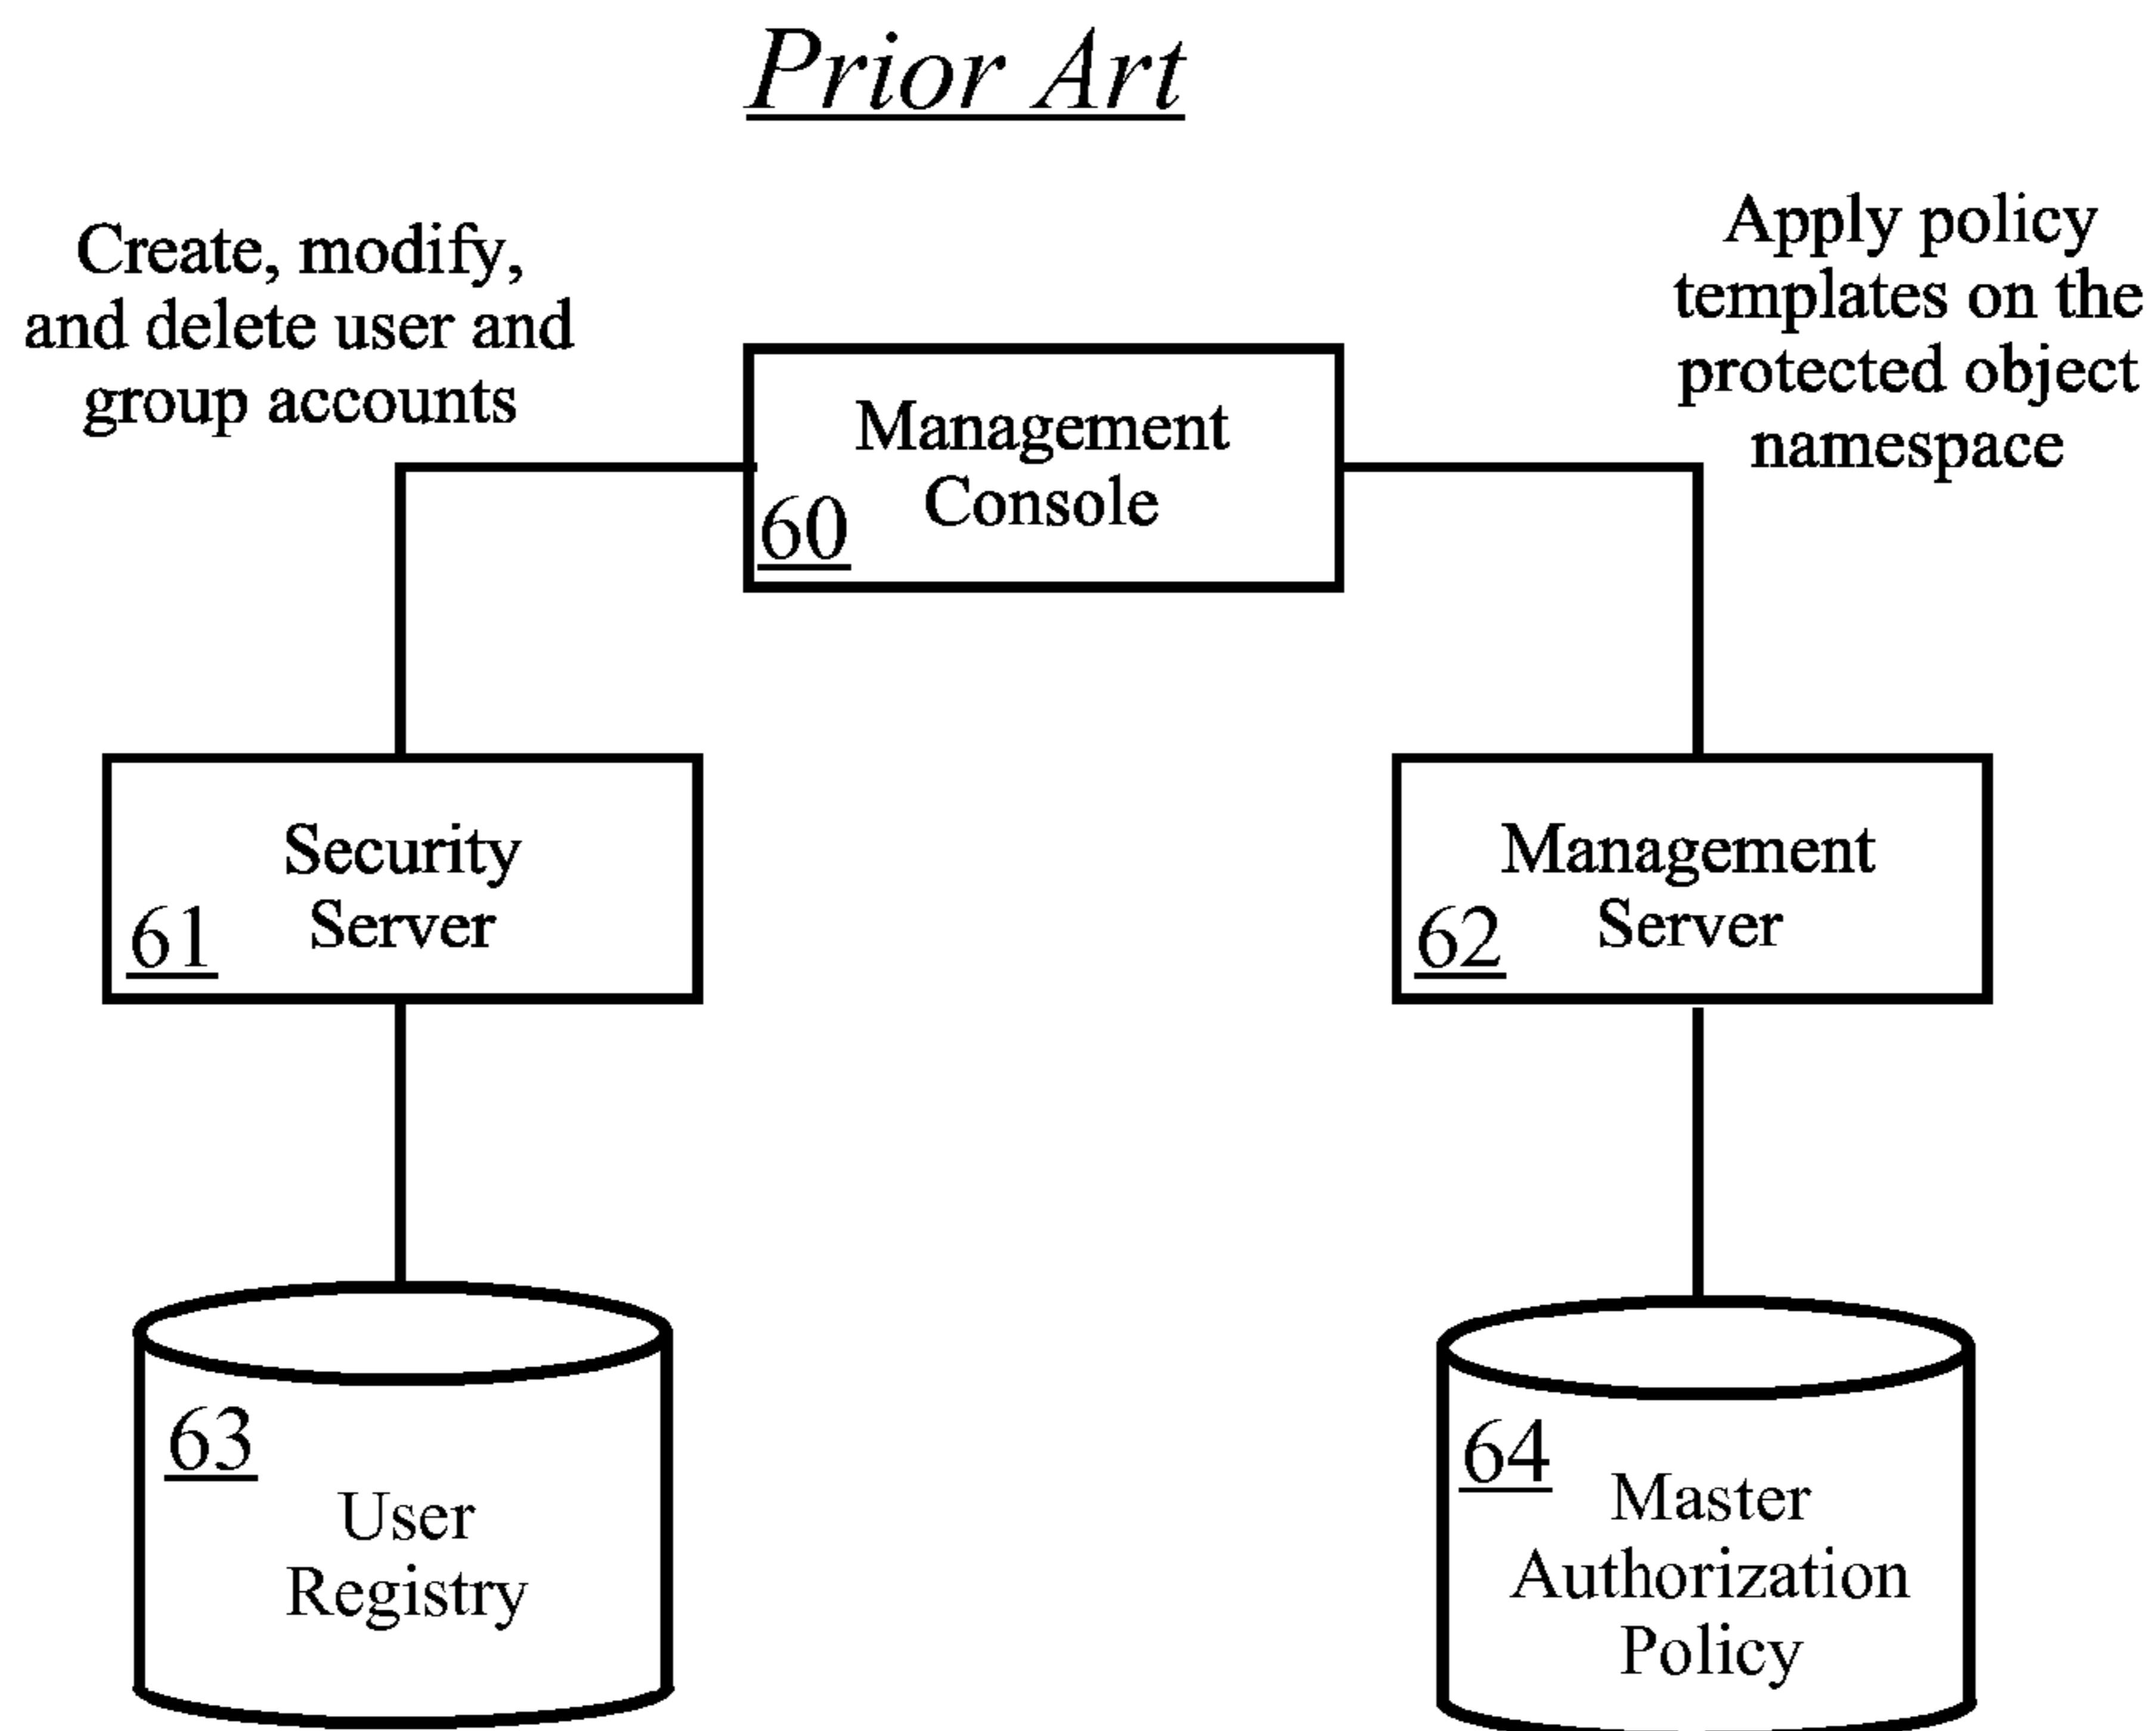 Prior Art
Create, modify,
and delete user and
group accounts
Apply policy
templates on the
protected object
namespace
Management
Console
60
Security
Server
61
Management
Server
62
63
User
Registry
64
Master
Authorization
Policy